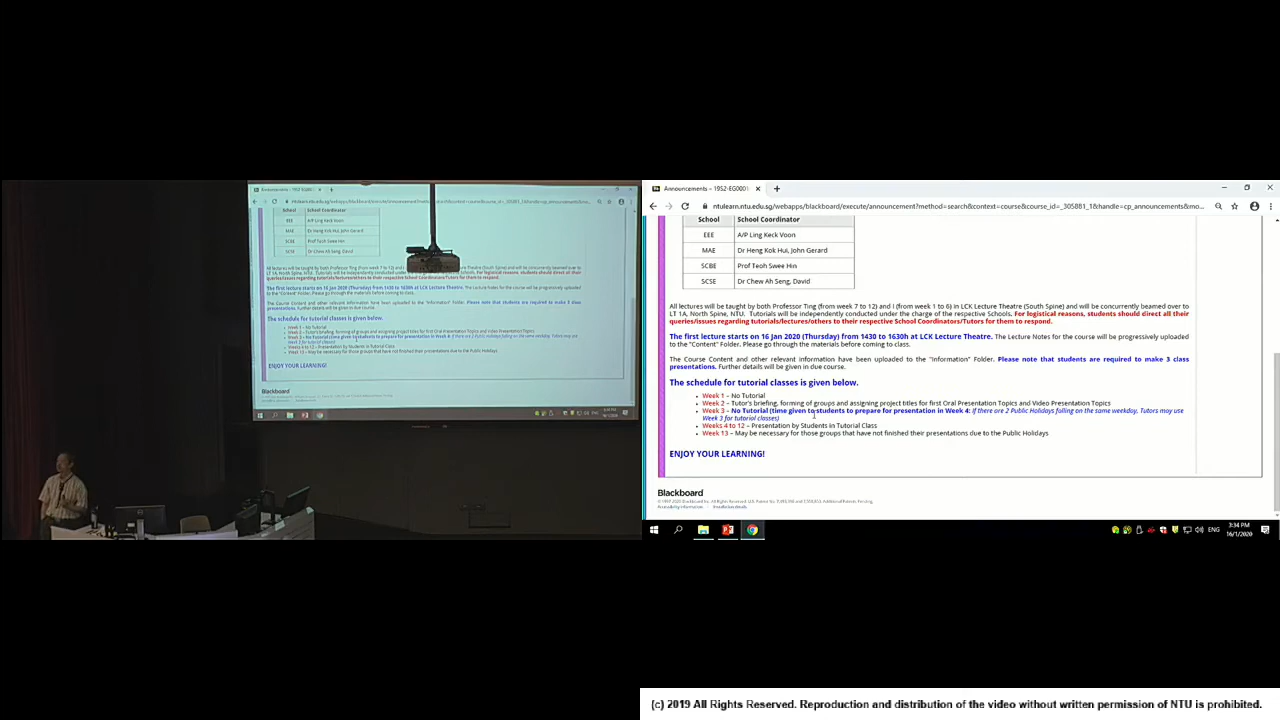 Announcements – 19S2-EG0001
ntulearn.ntu.edu.sg/webapps/blackboard/execute/announcement?method=search&context=course&course_id=_305881_1&handle=cp_announcements&mo...
School School Coordinator
EEE A/P Ling Keck Voon
MAE Dr Heng Kok Hui, John Gerard
SCBE Prof Teoh Swee Hin
SCSE Dr Chew Ah Seng, David
All lectures will be taught by both Professor Ting (from week 7 to 12) and I (from week 1 to 6) in LCK Lecture Theatre (South Spine) and will be concurrently beamed over to
LT 1A, North Spine, NTU. Tutorials will be independently conducted under the charge of the respective Schools. For logistical reasons, students should direct all their
queries/issues regarding tutorials/lectures/others to their respective School Coordinators/Tutors for them to respond.
The first lecture starts on 16 Jan 2020 (Thursday) from 1430 to 1630h at LCK Lecture Theatre. The Lecture Notes for the course will be progressively uploaded
to the "Content" Folder. Please go through the materials before coming to class.
The Course Content and other relevant information have been uploaded to the "Information" Folder. Please note that students are required to make 3 class
presentations. Further details will be given in due course.
The schedule for tutorial classes is given below.
Week 1 – No Tutorial
Week 2 – Tutor's briefing, forming of groups and assigning project titles for first Oral Presentation Topics and Video Presentation Topics
Week 3 – No Tutorial (time given to students to prepare for presentation in Week 4; If there are 2 Public Holidays falling on the same weekday, Tutors may use
Week 3 for tutorial classes)
Weeks 4 to 12 – Presentation by Students in Tutorial Class
Week 13 – May be necessary for those groups that have not finished their presentations due to the Public Holidays
ENJOY YOUR LEARNING!
Blackboard
ENG
3:34 PM
16/1/2020
(c) 2019 All Rights Reserved. Reproduction and distribution of the video without written permission of NTU is prohibited.